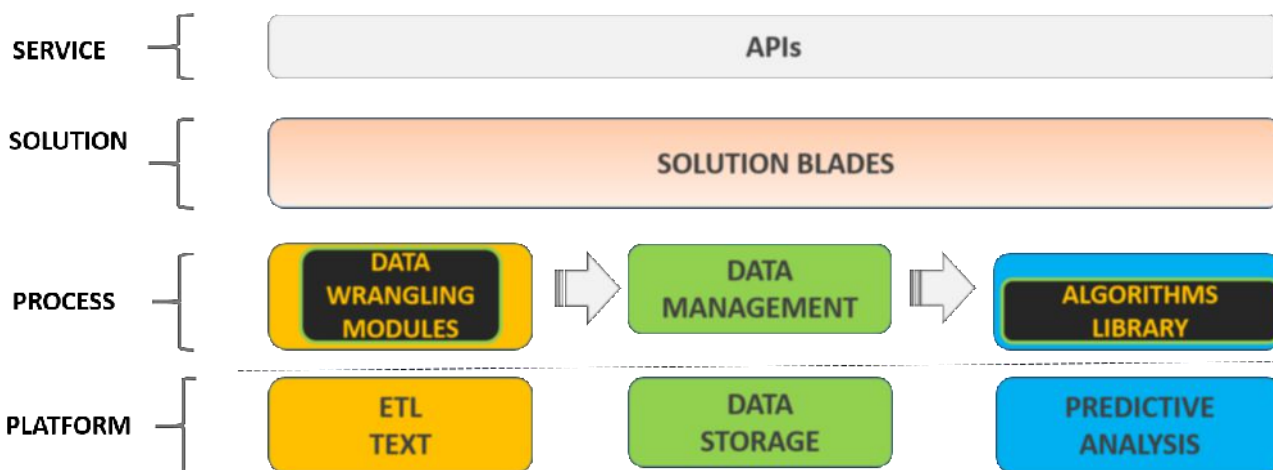 SERVICE
APIs
SOLUTION
SOLUTION BLADES
PROCESS
DATA
WRANGLING
MODULES
DATA
MANAGEMENT
ALGORITHMS
LIBRARY
PLATFORM
ETL
TEXT
DATA
STORAGE
PREDICTIVE
ANALYSIS